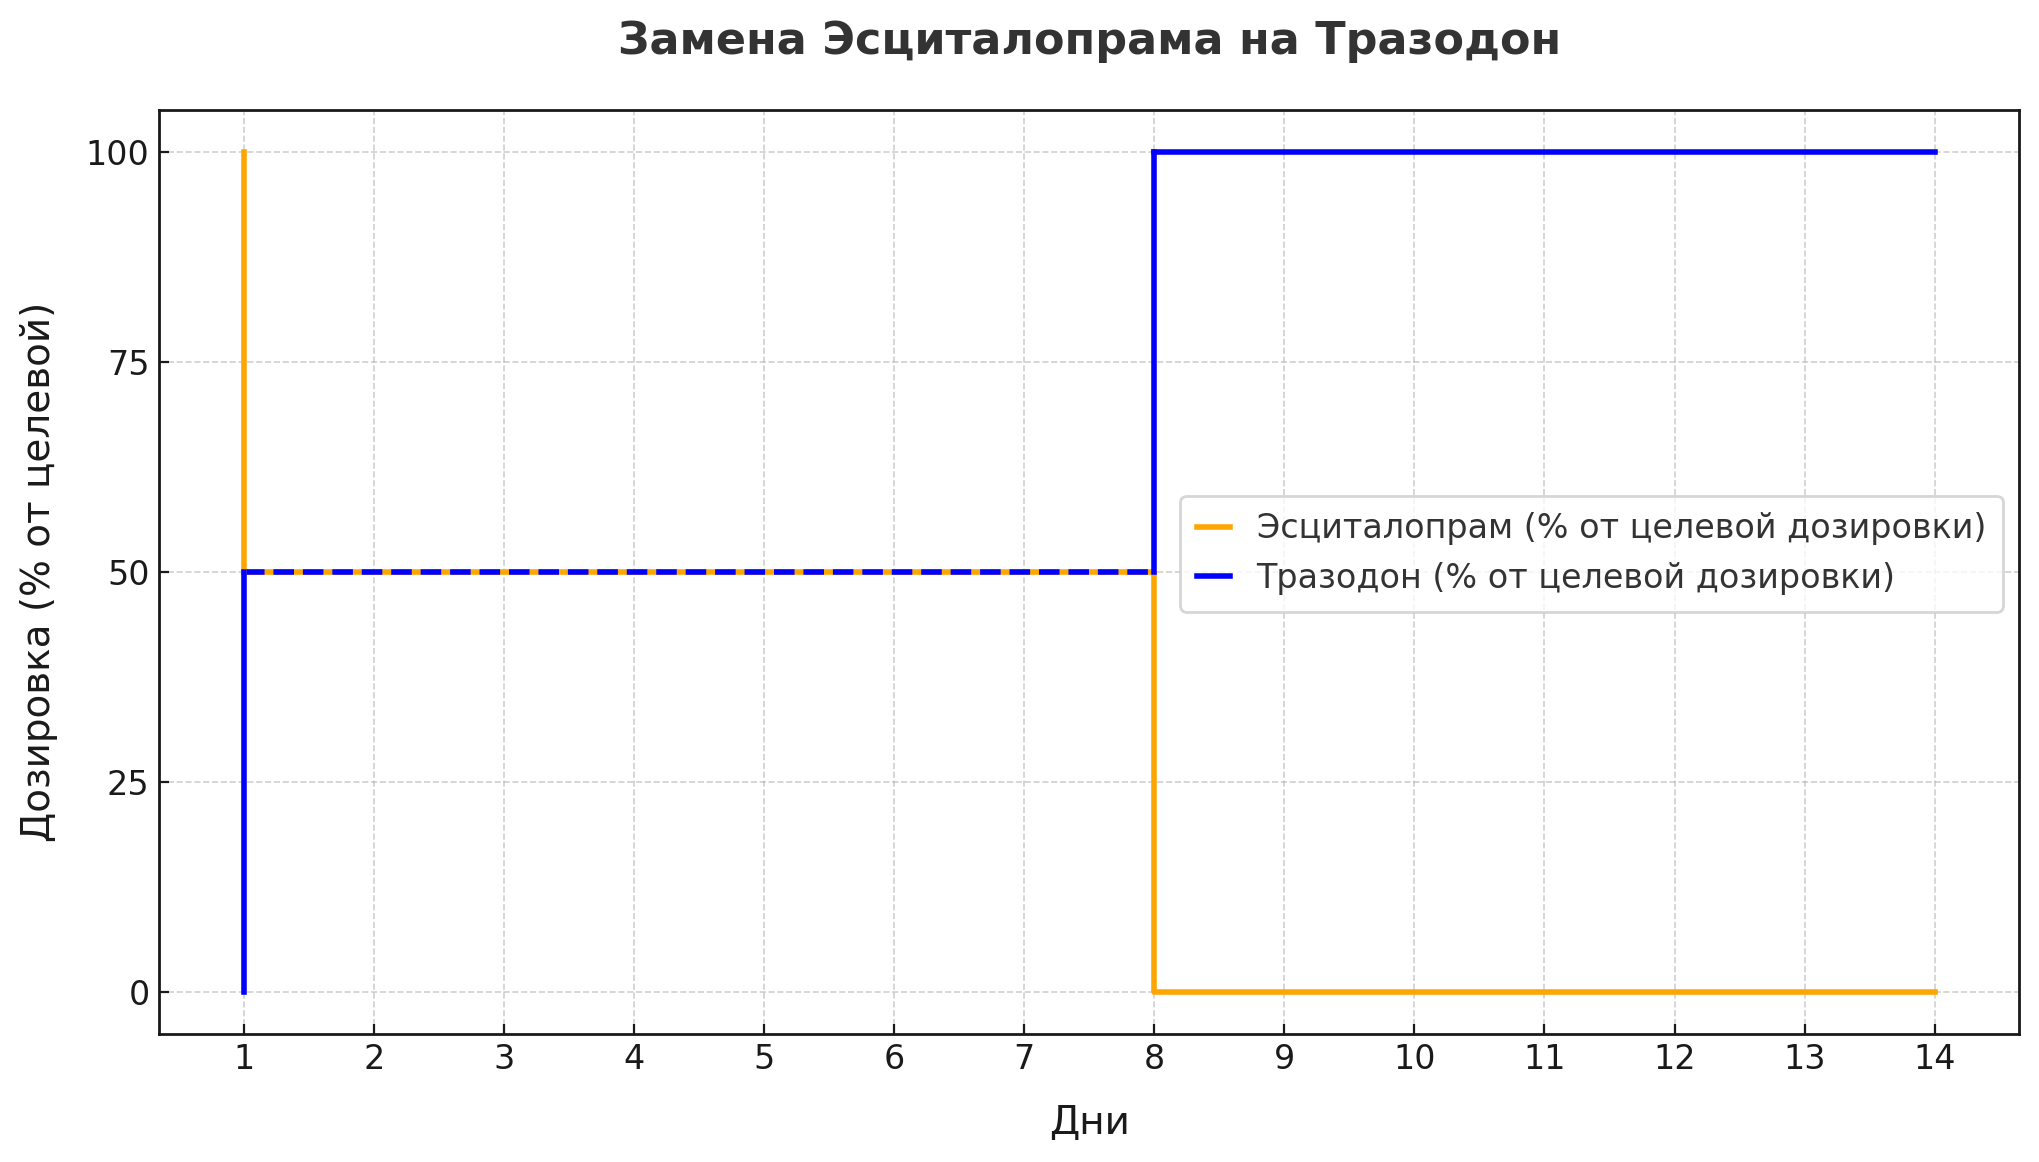 Замена Эсциталопрама на Тразодон
Дозировка (% от целевой)
100
75
50
25
0
Эсциталопрам (% от целевой дозировки)
Тразодон (% от целевой дозировки)
1 2 3 4 5 6 7 8 9 10 11 12 13 14
Дни